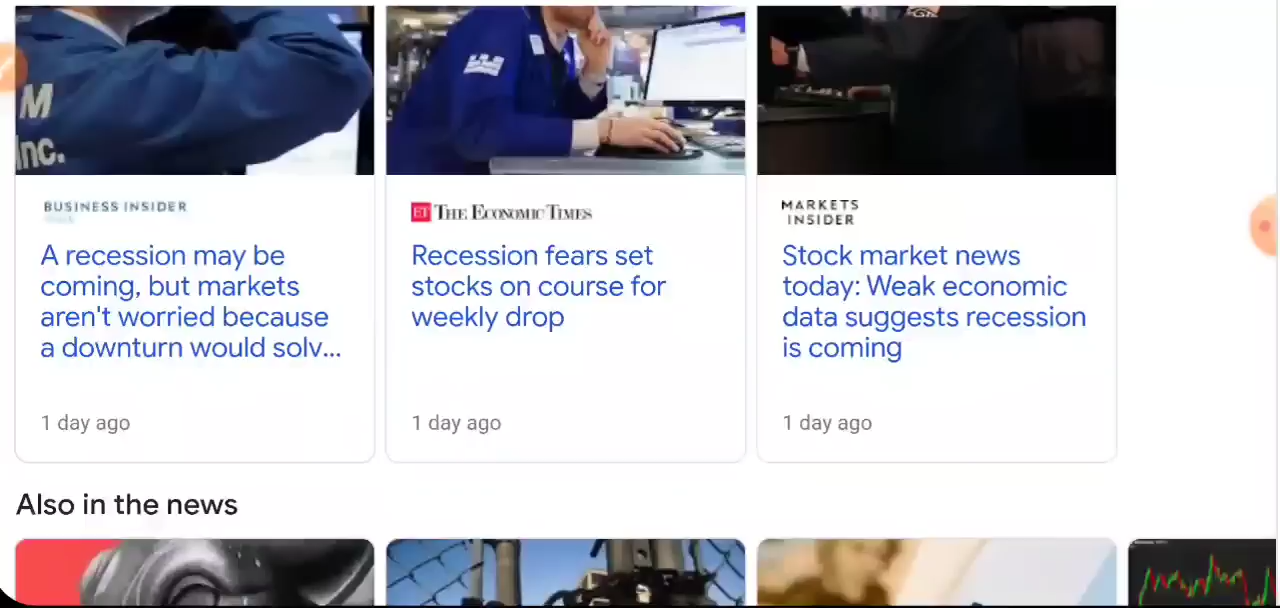 M
Inc.
BUSINESS INSIDER
ET THE ECONOMIC TIMES
MARKETS
INSIDER
A recession may be
coming, but markets
aren't worried because
a downturn would solv...
Recession fears set
stocks on course for
weekly drop
Stock market news
today: Weak economic
data suggests recession
is coming
1 day ago
1 day ago
1 day ago
Also in the news